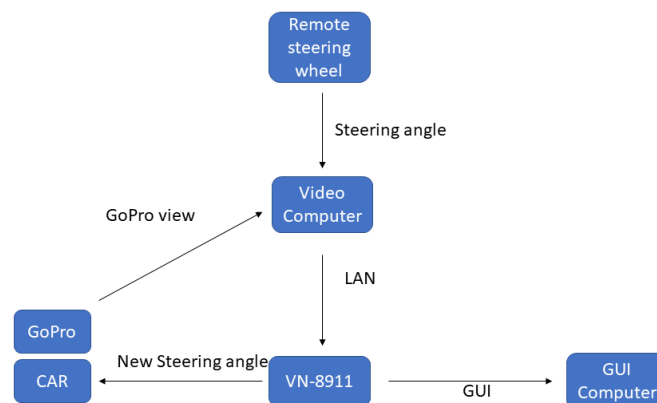 Remote
steering
wheel
Steering angle
Video
Computer
GoPro view
LAN
GoPro
New Steering angle
CAR
VN-8911
GUI
GUI
Computer